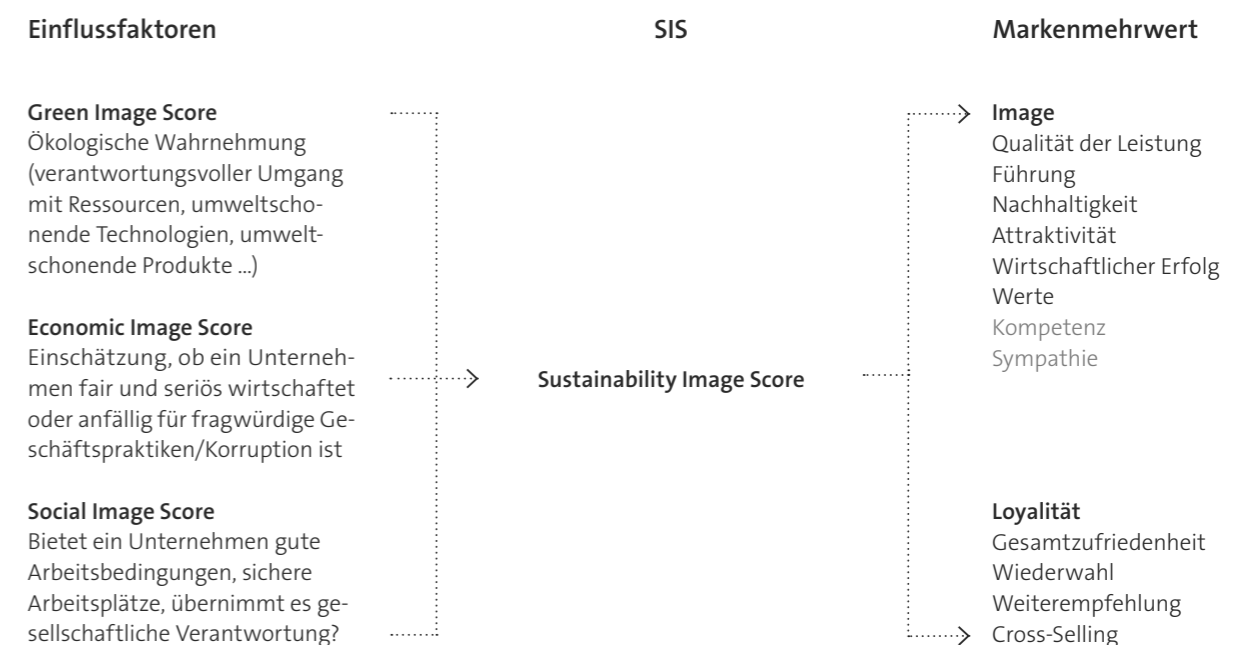 Einflussfaktoren
SIS
Markenmehrwert
Green Image Score
Ökologische Wahrnehmung
(verantwortungsvoller Umgang
mit Ressourcen, umweltscho-
nende Technologien, umwelt-
schonende Produkte ...)
Economic Image Score
Einschätzung, ob ein Unterneh-
men fair und seriös wirtschaftet
oder anfällig für fragwürdige Ge-
schäftspraktiken/Korruption ist
Social Image Score
Bietet ein Unternehmen gute
Arbeitsbedingungen, sichere
Arbeitsplätze, übernimmt es ge-
sellschaftliche Verantwortung?
Sustainability Image Score
Image
Qualität der Leistung
Führung
Nachhaltigkeit
Attraktivität
Wirtschaftlicher Erfolg
Werte
Kompetenz
Sympathie
Loyalität
Gesamtzufriedenheit
Wiederwahl
Weiterempfehlung
Cross-Selling